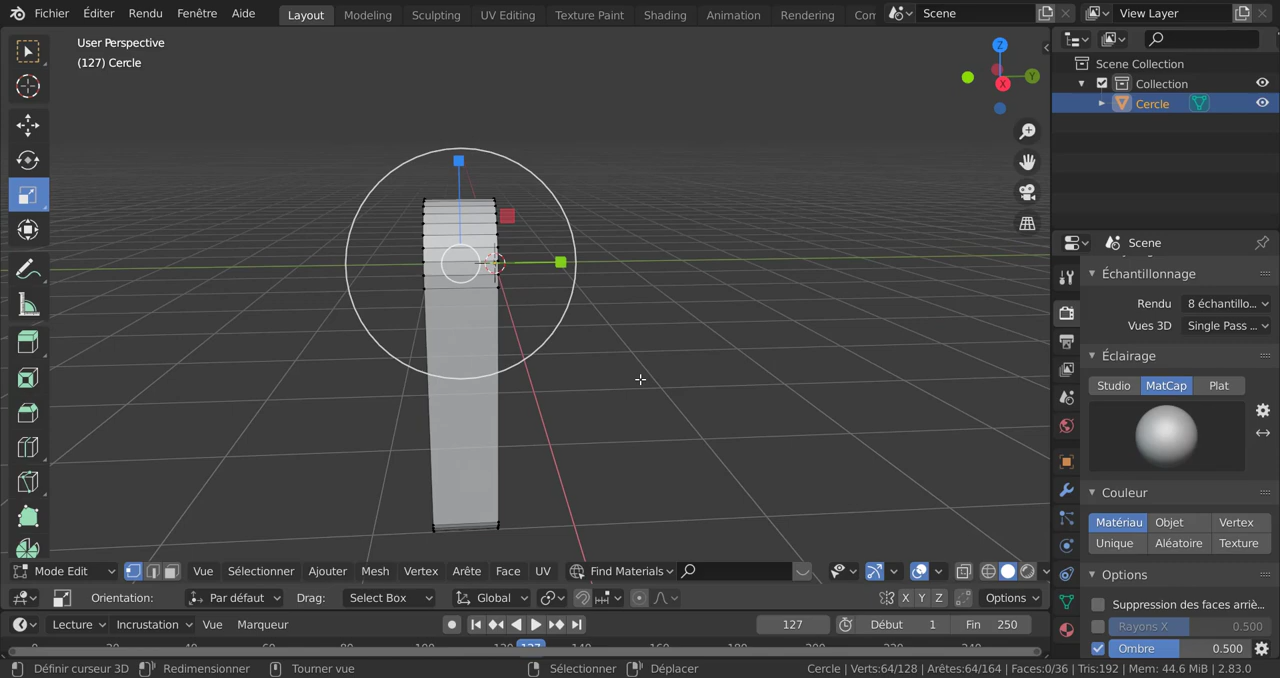 Fichier Éditer Rendu Fenêtre Aide Layout Modeling Sculpting UV Editing Texture Paint Shading Animation Rendering Com Scene View Layer
User Perspective
(127) Cercle
Z
Y
X
Scene Collection
Collection
Cercle
Scene
Échantillonnage
Rendu 8 échantillo...
Vues 3D Single Pass ...
Éclairage
Studio MatCap Plat
Couleur
Matériau Objet Vertex
Unique Aléatoire Texture
Options
Suppression des faces arriè...
Rayons X 0.500
Ombre 0.500
Mode Edit Vue Sélectionner Ajouter Mesh Vertex Arête Face UV Find Materials
Orientation: Par défaut Drag: Select Box Global X Y Z Options
Lecture Incrustation Vue Marqueur 127 Début 1 Fin 250
Définir curseur 3D Redimensionner Tourner vue Sélectionner Déplacer Cercle | Verts:64/128 | Arêtes:64/164 | Faces:0/36 | Tris:192 | Mem: 44.6 MiB | 2.83.0